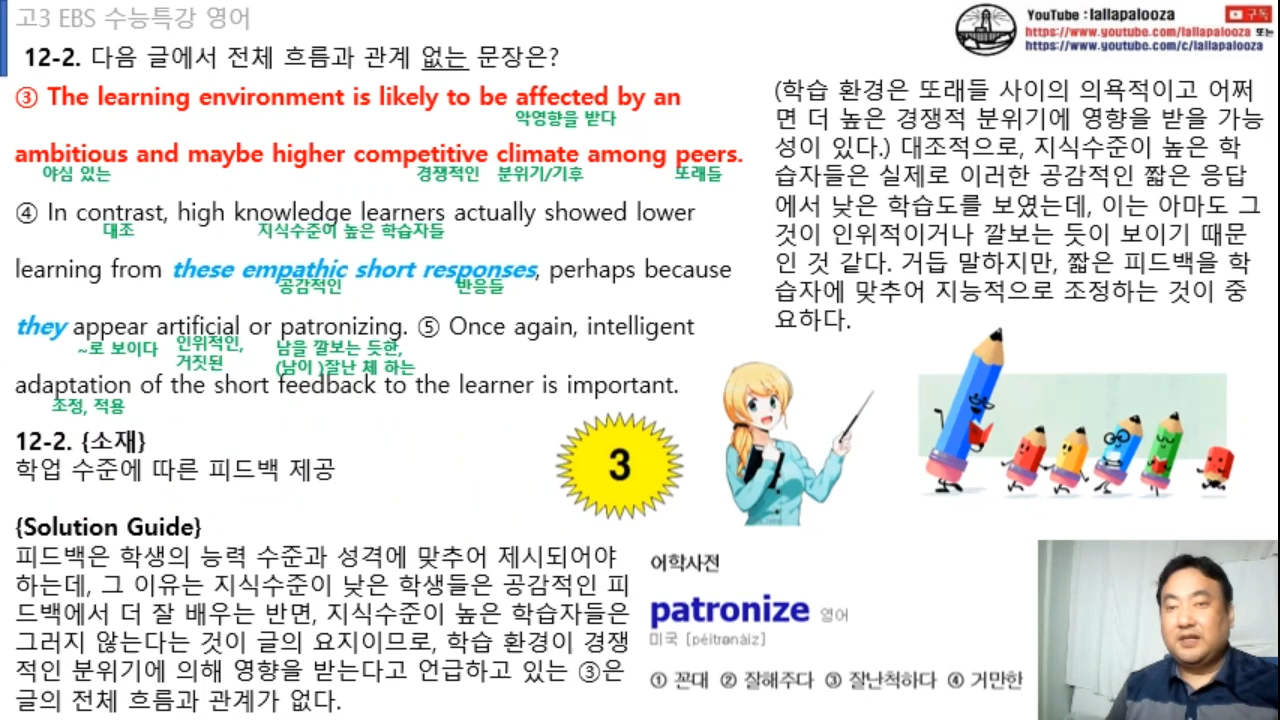 고3 EBS 수능특강 영어
YouTube : lallapalooza
구독
https://www.youtube.com/lallapalooza 또는
https://www.youtube.com/c/lallapalooza
12-2. 다음 글에서 전체 흐름과 관계 없는 문장은?
③ The learning environment is likely to be affected by an
악영향을 받다
ambitious and maybe higher competitive climate among peers.
야심 있는 경쟁적인 분위기/기후 또래들
④ In contrast, high knowledge learners actually showed lower
대조 지식수준이 높은 학습자들
learning from these empathic short responses, perhaps because
공감적인 반응들
they appear artificial or patronizing. ⑤ Once again, intelligent
~로 보이다 인위적인, 남을 깔보는 듯한,
거짓된 (남이 )잘난 체 하는
adaptation of the short feedback to the learner is important.
조정, 적용
(학습 환경은 또래들 사이의 의욕적이고 어쩌
면 더 높은 경쟁적 분위기에 영향을 받을 가능
성이 있다.) 대조적으로, 지식수준이 높은 학
습자들은 실제로 이러한 공감적인 짧은 응답
에서 낮은 학습도를 보였는데, 이는 아마도 그
것이 인위적이거나 깔보는 듯이 보이기 때문
인 것 같다. 거듭 말하지만, 짧은 피드백을 학
습자에 맞추어 지능적으로 조정하는 것이 중
요하다.
12-2. {소재}
학업 수준에 따른 피드백 제공
3
{Solution Guide}
피드백은 학생의 능력 수준과 성격에 맞추어 제시되어야
하는데, 그 이유는 지식수준이 낮은 학생들은 공감적인 피
드백에서 더 잘 배우는 반면, 지식수준이 높은 학습자들은
그러지 않는다는 것이 글의 요지이므로, 학습 환경이 경쟁
적인 분위기에 의해 영향을 받는다고 언급하고 있는 ③은
글의 전체 흐름과 관계가 없다.
어학사전
patronize 영어
미국 [péitrənàiz]
① 꼰대 ② 잘해주다 ③ 잘난척하다 ④ 거만한